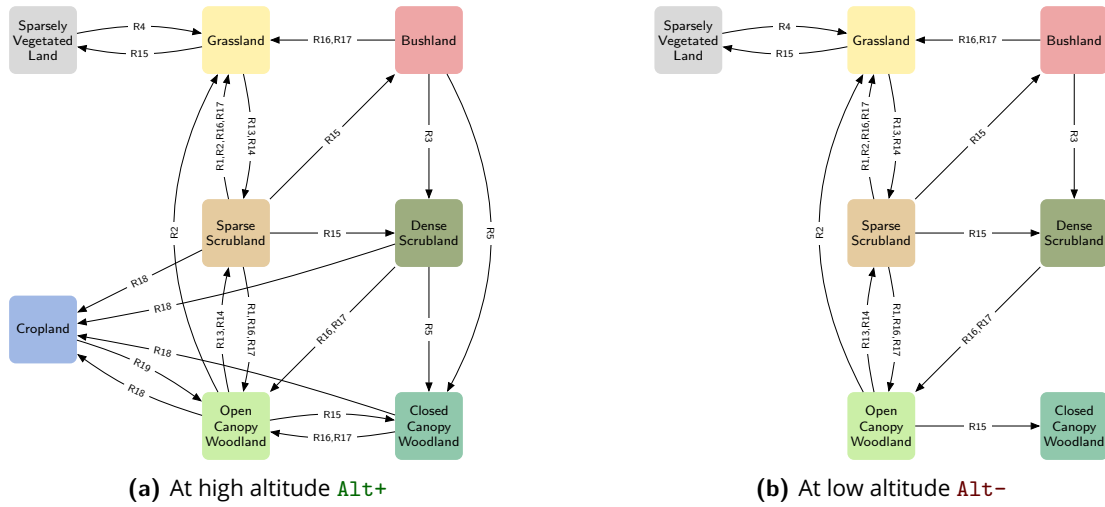 Sparsely
Vegetated
Land
R4
R15
Grassland
R16,R17
Bushland
R1,R2,R16,R17
R13,R14
R15
R3
R2
Sparse
Scrubland
R15
Dense
Scrubland
R5
R18
R18
Cropland
R13,R14
R1,R16,R17
R16,R17
R5
R18
R19
R18
Open
Canopy
Woodland
R15
R16,R17
Closed
Canopy
Woodland
(a) At high altitude Alt+
Sparsely
Vegetated
Land
R4
R15
Grassland
R16,R17
Bushland
R1,R2,R16,R17
R13,R14
R15
R3
R2
Sparse
Scrubland
R15
Dense
Scrubland
R13,R14
R1,R16,R17
R16,R17
Open
Canopy
Woodland
R15
Closed
Canopy
Woodland
(b) At low altitude Alt-